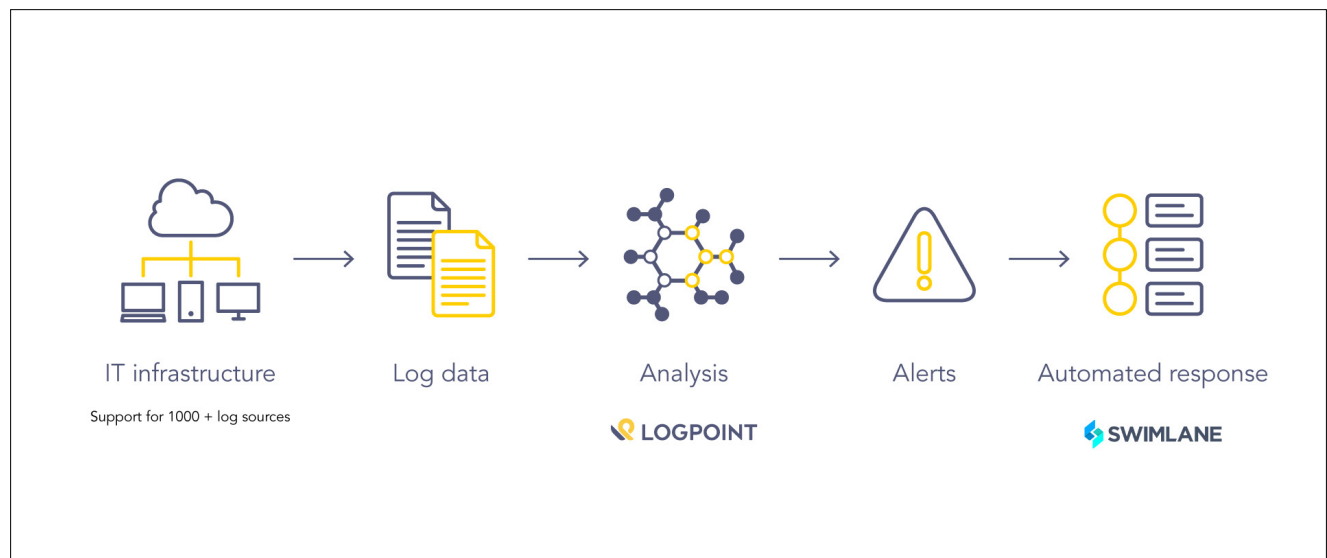 IT infrastructure
Support for 1000 + log sources
Log data
Analysis
LOGPOINT
Alerts
Automated response
SWIMLANE